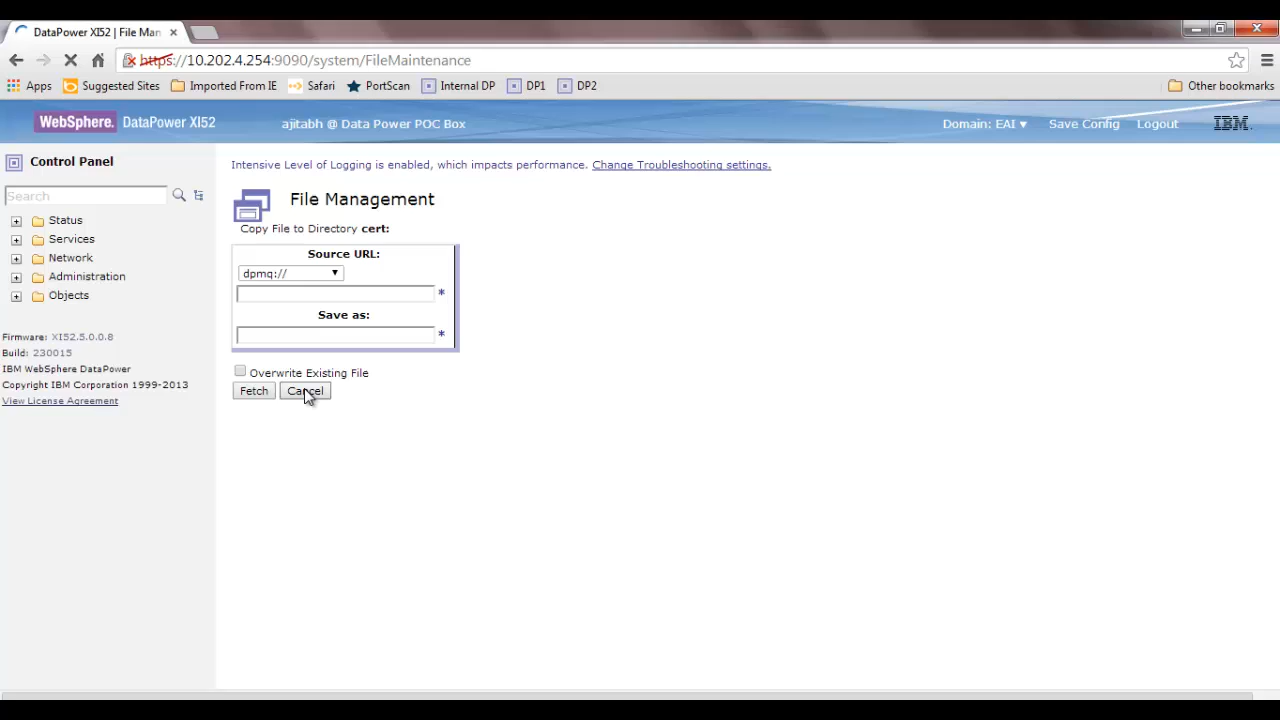 DataPower XI52 | File Man
https://10.202.4.254:9090/system/FileMaintenance
Apps Suggested Sites Imported From IE Safari PortScan Internal DP DP1 DP2 Other bookmarks
WebSphere. DataPower XI52 ajitabh @ Data Power POC Box Domain: EAI Save Config Logout IBM.
Control Panel
Search
Status
Services
Network
Administration
Objects
Firmware: XI52.5.0.0.8
Build: 230015
IBM WebSphere DataPower
Copyright IBM Corporation 1999-2013
View License Agreement
Intensive Level of Logging is enabled, which impacts performance. Change Troubleshooting settings.
File Management
Copy File to Directory cert:
Source URL:
dpmq://
*
Save as:
*
Overwrite Existing File
Fetch Cancel